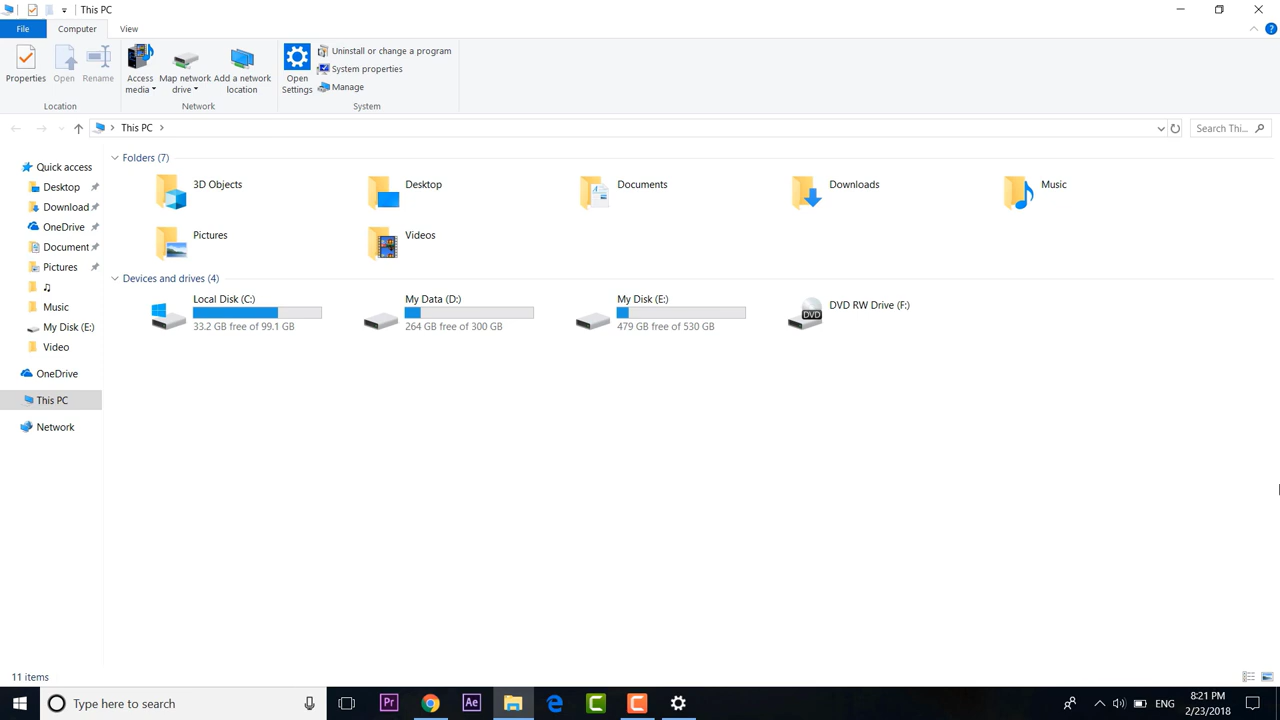 This PC
File Computer View
Properties Open Rename Access media Map network drive Add a network location Open Settings Uninstall or change a program
System properties
Manage
Location Network System
This PC
Search Thi...
Quick access
Desktop
Download
OneDrive
Document
Pictures
♫
Music
My Disk (E:)
Video
OneDrive
This PC
Network
Folders (7)
3D Objects Desktop Documents Downloads Music
Pictures Videos
Devices and drives (4)
Local Disk (C:)
33.2 GB free of 99.1 GB
My Data (D:)
264 GB free of 300 GB
My Disk (E:)
479 GB free of 530 GB
DVD RW Drive (F:)
DVD
11 items
Type here to search
Pr Ae C C
ENG
8:21 PM
2/23/2018